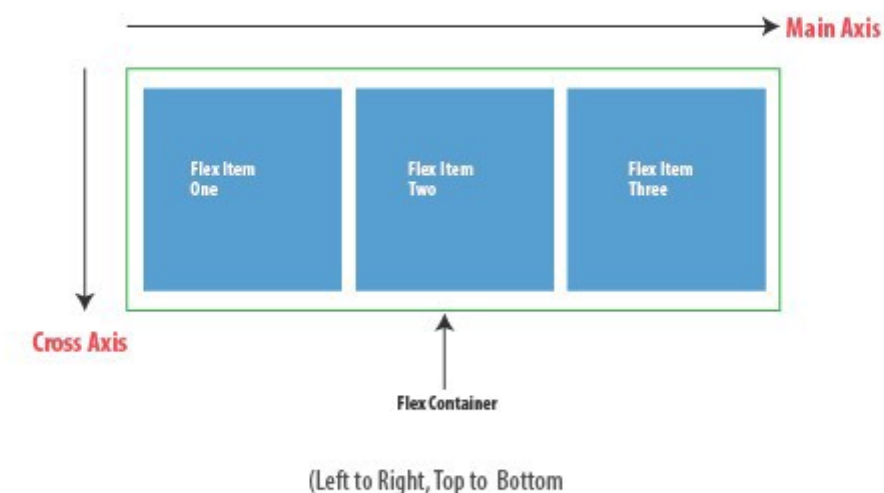 Main Axis
Flex Item
One
Flex Item
Two
Flex Item
Three
Cross Axis
Flex Container
(Left to Right, Top to Bottom